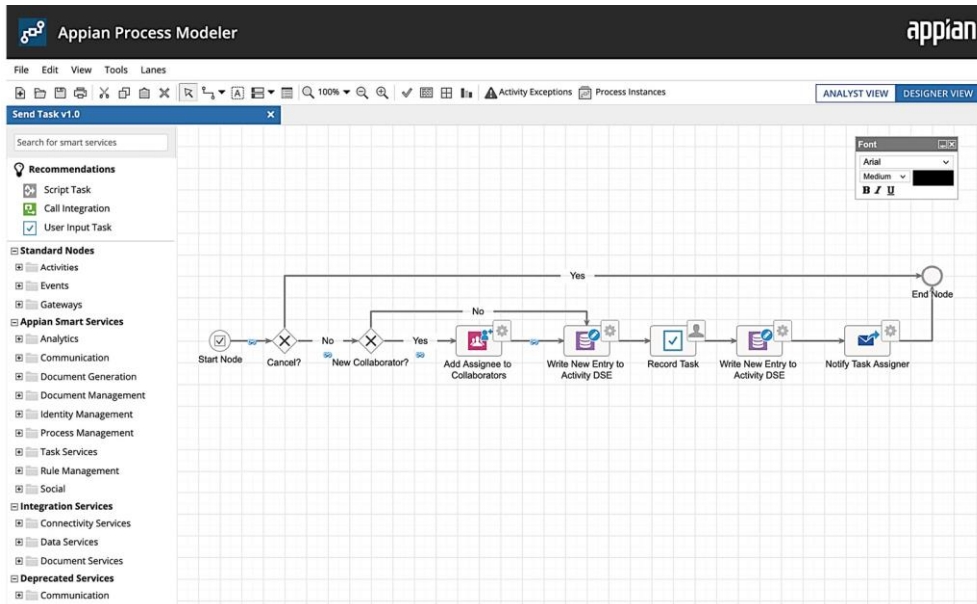 Appian Process Modeler
appian
File Edit View Tools Lanes
A 100% Activity Exceptions Process Instances ANALYST VIEW DESIGNER VIEW
Send Task v1.0
Search for smart services
Recommendations
Script Task
Call Integration
User Input Task
Standard Nodes
Activities
Events
Gateways
Appian Smart Services
Analytics
Communication
Document Generation
Document Management
Identity Management
Process Management
Task Services
Rule Management
Social
Integration Services
Connectivity Services
Data Services
Document Services
Deprecated Services
Communication
Font
Arial
Medium
B I U
Yes
End Node
No
Start Node
Cancel?
No
New Collaborator?
Yes
Add Assignee to
Collaborators
Write New Entry to
Activity DSE
Record Task
Write New Entry to
Activity DSE
Notify Task Assigner